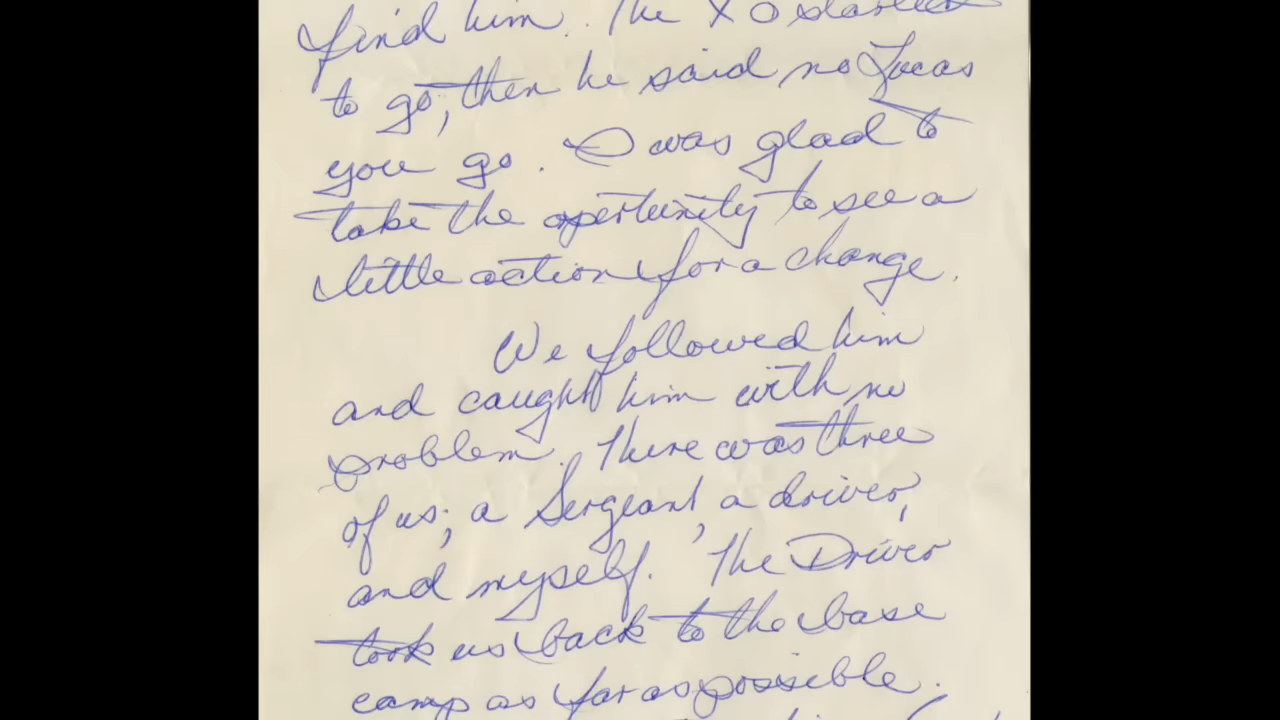 find him. The XO started
to go, then he said no Lucas
you go. I was glad to
take the opertunity to see a
little action for a change.
We followed him
and caught him with no
problem. There was three
of us; a Sergeant, a driver,
and myself. The Driver
took us back to the base
camp as far as possible.